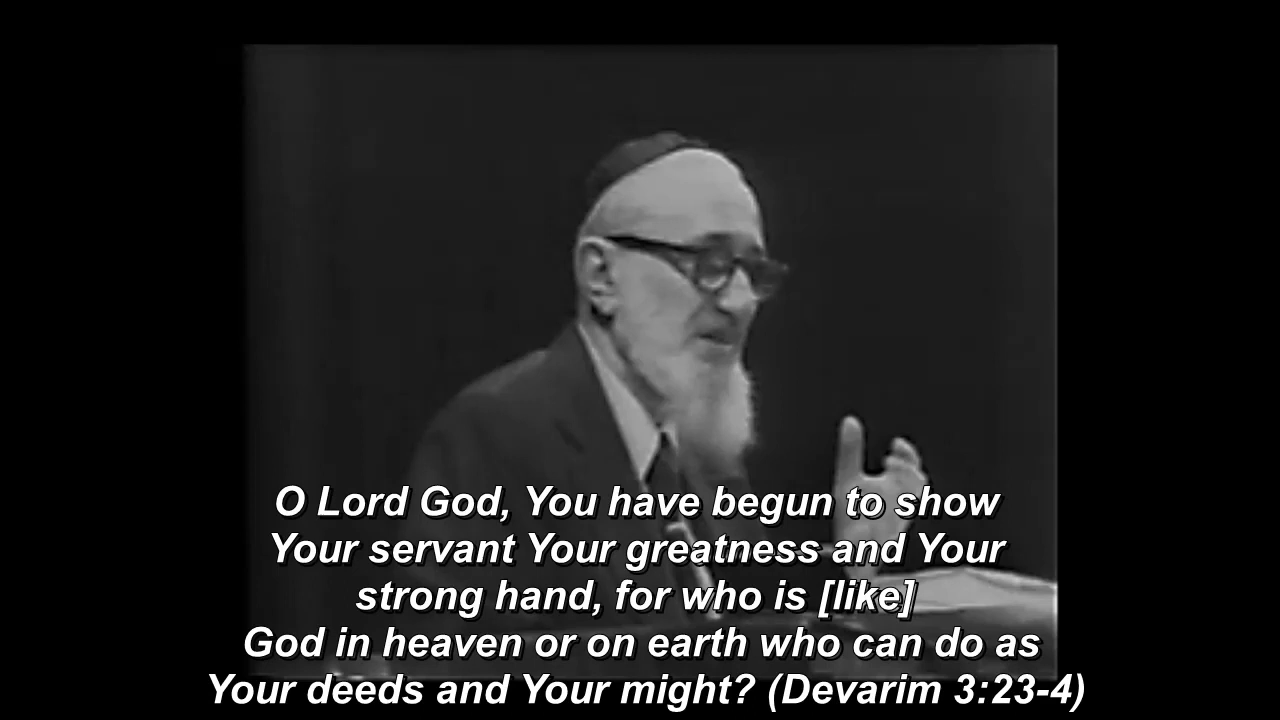 O Lord God, You have begun to show
Your servant Your greatness and Your
strong hand, for who is [like]
God in heaven or on earth who can do as
Your deeds and Your might? (Devarim 3:23-4)